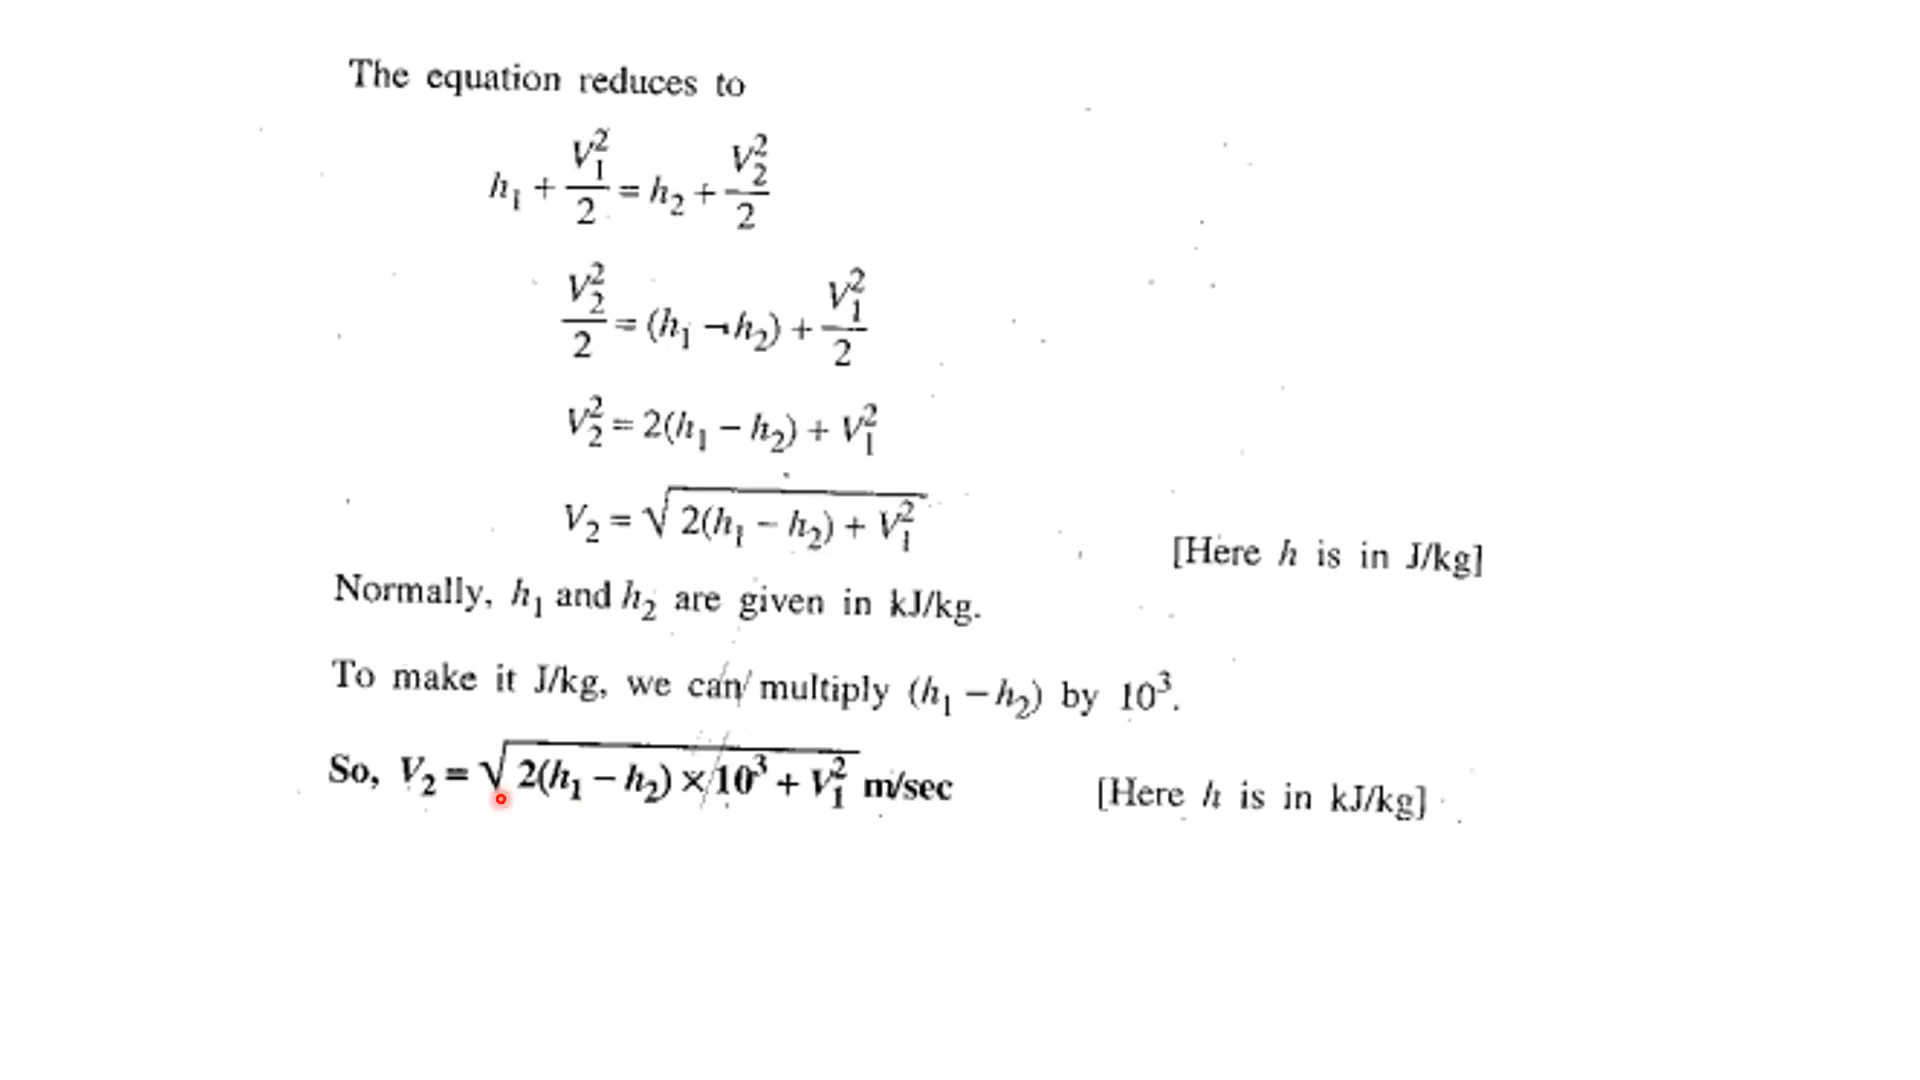 The equation reduces to
h₁ + V₁²/2 = h₂ + V₂²/2
V₂²/2 = (h₁ − h₂) + V₁²/2
V₂² = 2(h₁ − h₂) + V₁²
V₂ = √(2(h₁ − h₂) + V₁²) [Here h is in J/kg]
Normally, h₁ and h₂ are given in kJ/kg.
To make it J/kg, we can multiply (h₁ − h₂) by 10³.
So, V₂ = √(2(h₁ − h₂) × 10³ + V₁²) m/sec [Here h is in kJ/kg]